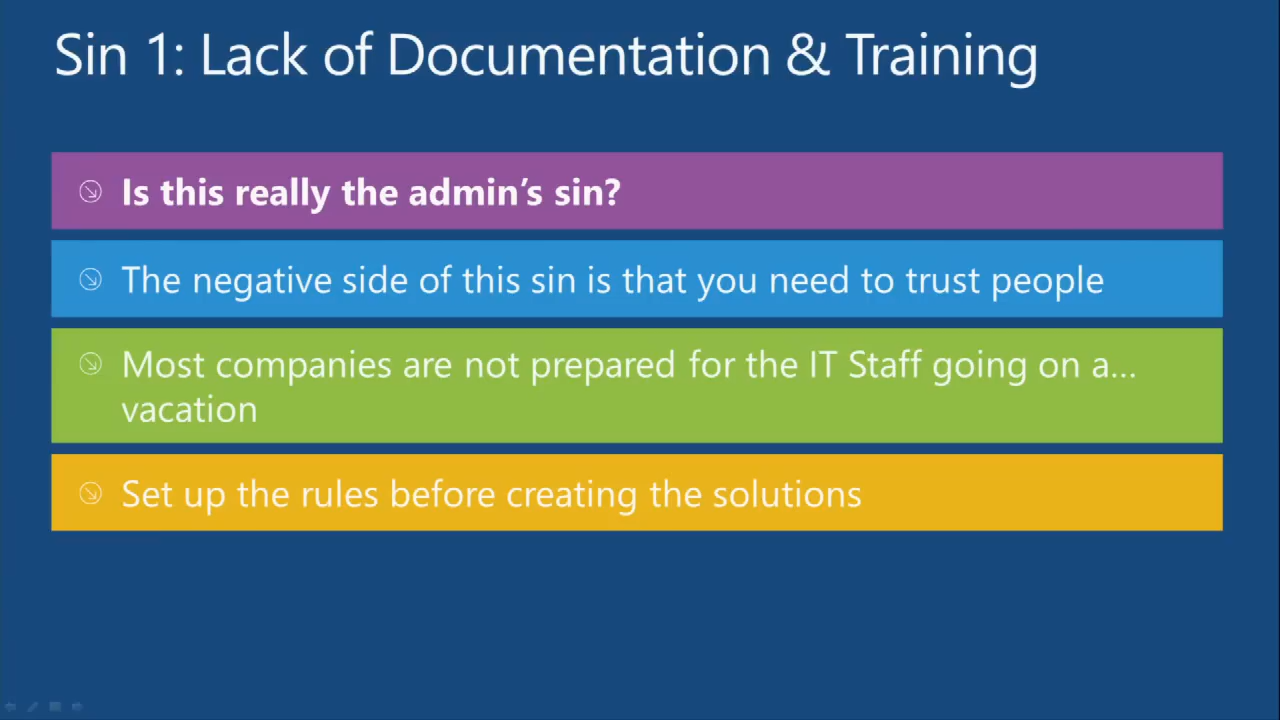 Sin 1: Lack of Documentation & Training
Is this really the admin’s sin?
The negative side of this sin is that you need to trust people
Most companies are not prepared for the IT Staff going on a...
vacation
Set up the rules before creating the solutions